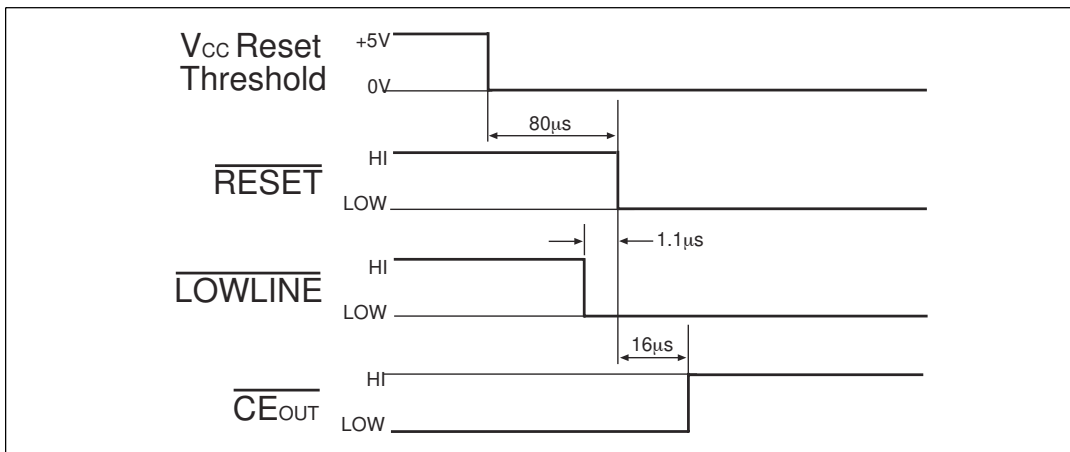 VCC Reset
Threshold
+5V
0V
80μs
RESET
HI
LOW
1.1μs
LOWLINE
HI
LOW
16μs
CEOUT
HI
LOW